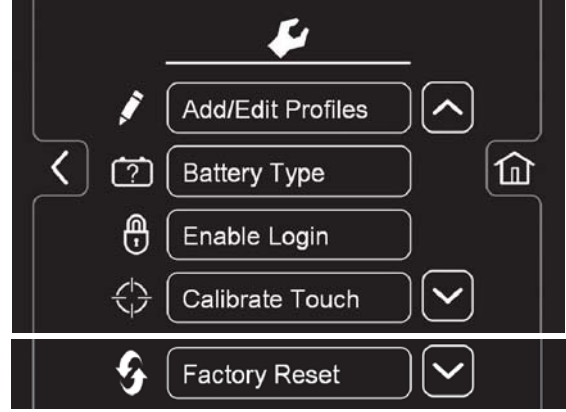 Add/Edit Profiles
?
Battery Type
Enable Login
Calibrate Touch
Factory Reset